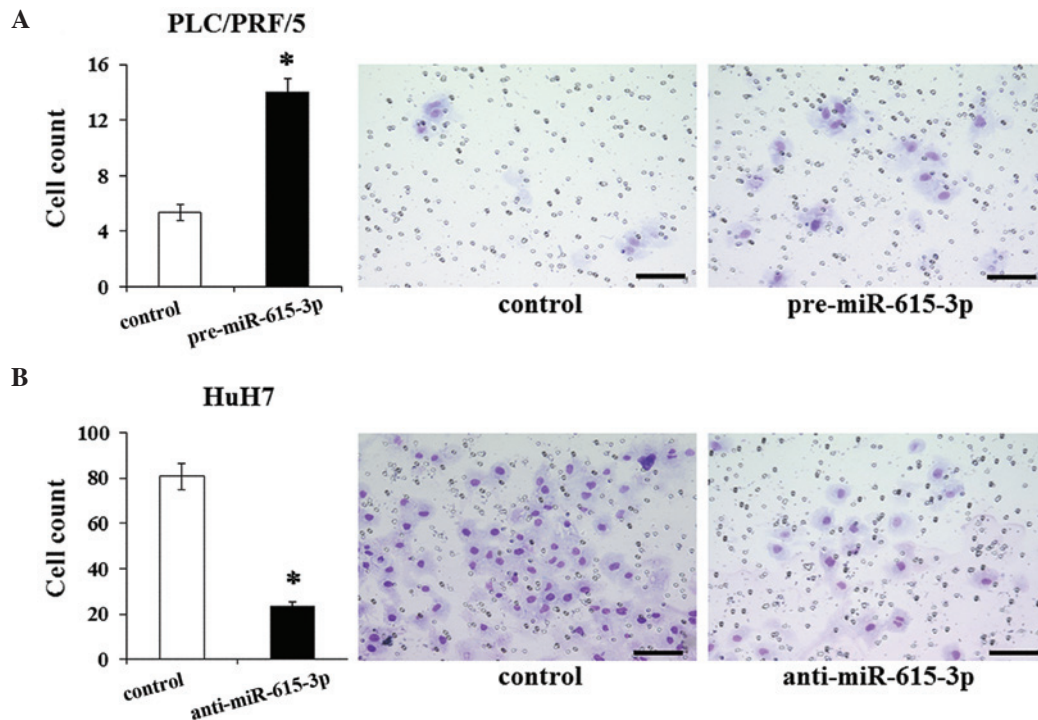 A
PLC/PRF/5
Cell count
16
12
8
4
0
control
pre-miR-615-3p
control
pre-miR-615-3p
B
HuH7
Cell count
100
80
60
40
20
0
control
anti-miR-615-3p
control
anti-miR-615-3p
*
*